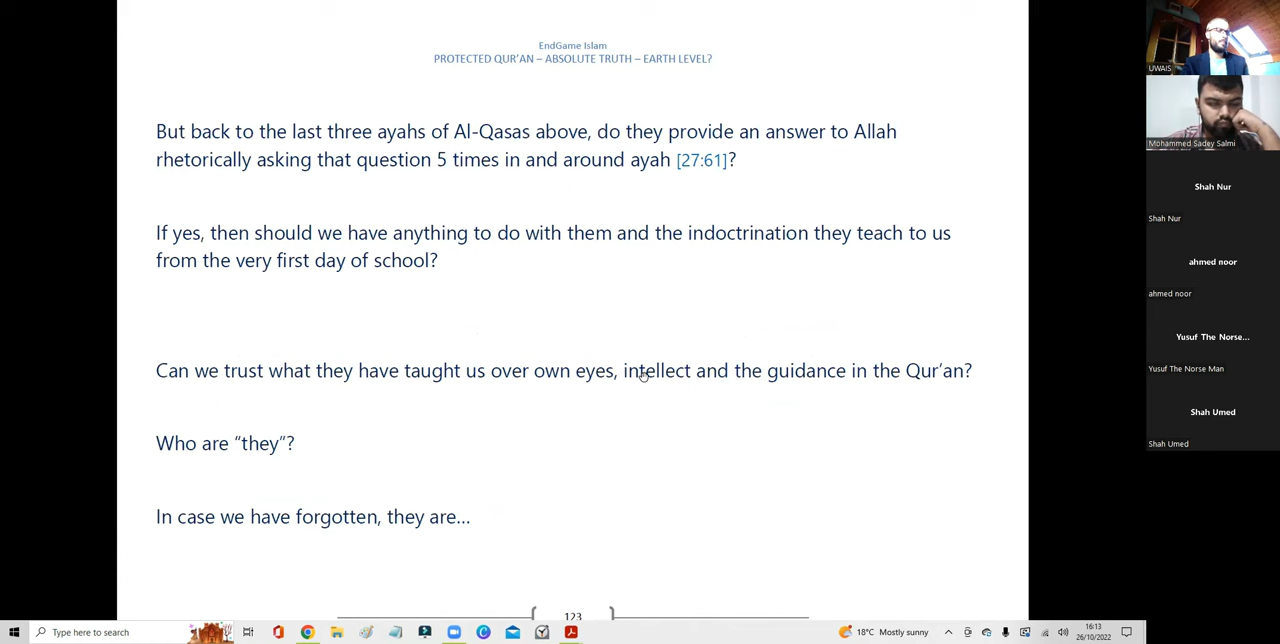 EndGame Islam
PROTECTED QUR’AN – ABSOLUTE TRUTH – EARTH LEVEL?
But back to the last three ayahs of Al-Qasas above, do they provide an answer to Allah
rhetorically asking that question 5 times in and around ayah [27:61]?
If yes, then should we have anything to do with them and the indoctrination they teach to us
from the very first day of school?
Can we trust what they have taught us over own eyes, intellect and the guidance in the Qur’an?
Who are “they”?
In case we have forgotten, they are...
123
UWAIS
Mohammed Sadey Salmi
Shah Nur
Shah Nur
ahmed noor
ahmed noor
Yusuf The Norse...
Yusuf The Norse Man
Shah Umed
Shah Umed
Type here to search
18°C Mostly sunny
16:13
26/10/2022